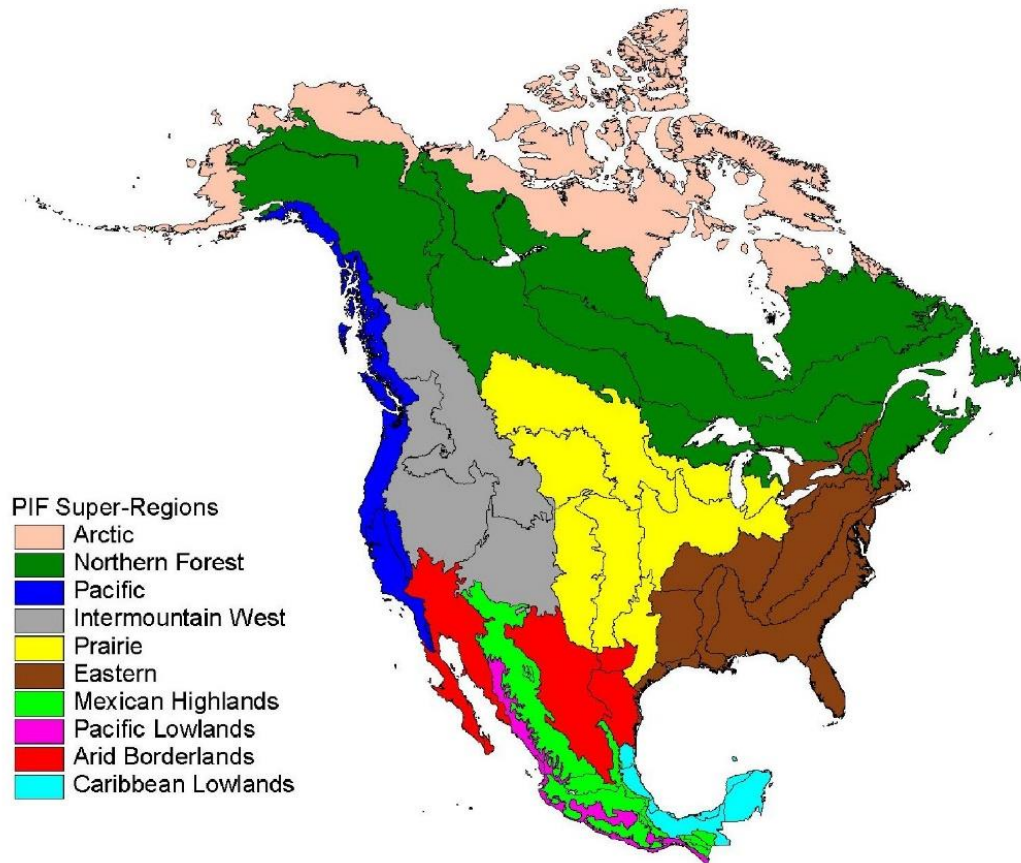 PIF Super-Regions
Arctic
Northern Forest
Pacific
Intermountain West
Prairie
Eastern
Mexican Highlands
Pacific Lowlands
Arid Borderlands
Caribbean Lowlands